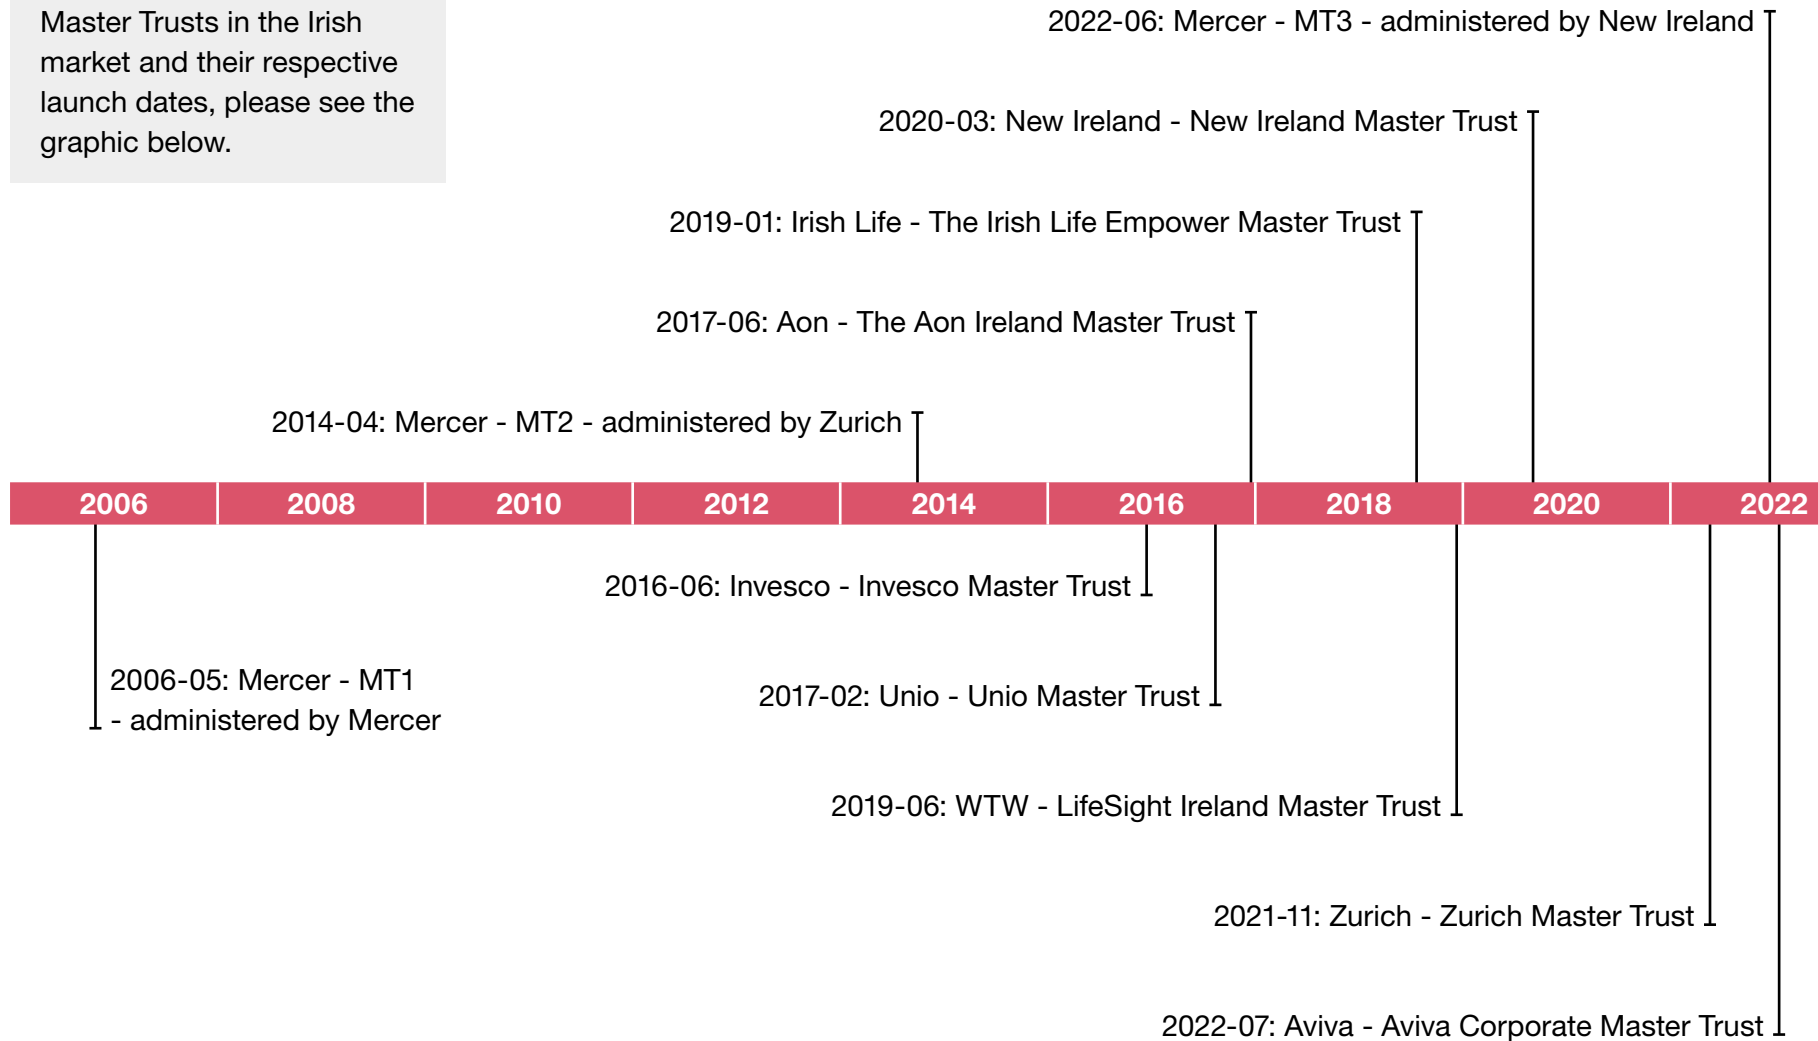 Master Trusts in the Irish
market and their respective
launch dates, please see the
graphic below.
2022-06: Mercer - MT3 - administered by New Ireland
2020-03: New Ireland - New Ireland Master Trust
2019-01: Irish Life - The Irish Life Empower Master Trust
2017-06: Aon - The Aon Ireland Master Trust
2014-04: Mercer - MT2 - administered by Zurich
2006 2008 2010 2012 2014 2016 2018 2020 2022
2016-06: Invesco - Invesco Master Trust
2006-05: Mercer - MT1
- administered by Mercer
2017-02: Unio - Unio Master Trust
2019-06: WTW - LifeSight Ireland Master Trust
2021-11: Zurich - Zurich Master Trust
2022-07: Aviva - Aviva Corporate Master Trust